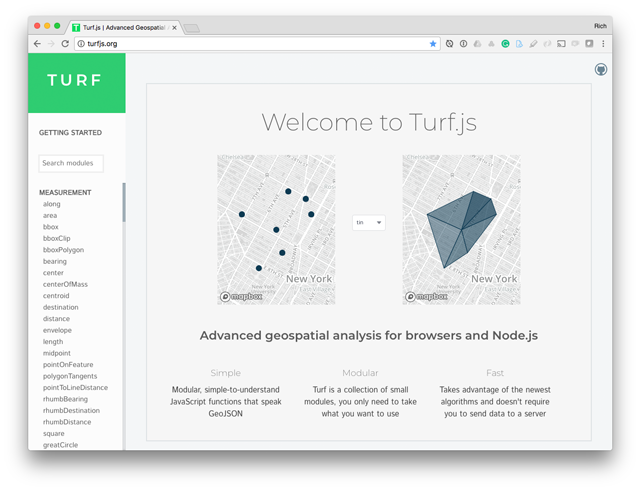 Turf.js | Advanced Geospatial
Rich
turfjs.org
TURF
GETTING STARTED
Search modules
MEASUREMENT
along
area
bbox
bboxClip
bboxPolygon
bearing
center
centerOfMass
centroid
destination
distance
envelope
length
midpoint
pointOnFeature
polygonTangents
pointToLineDistance
rhumbBearing
rhumbDestination
rhumbDistance
square
greatCircle
Welcome to Turf.js
New York
mapbox
tin
New York
mapbox
Advanced geospatial analysis for browsers and Node.js
Simple
Modular, simple-to-understand
JavaScript functions that speak
GeoJSON
Modular
Turf is a collection of small
modules, you only need to take
what you want to use
Fast
Takes advantage of the newest
algorithms and doesn't require
you to send data to a server